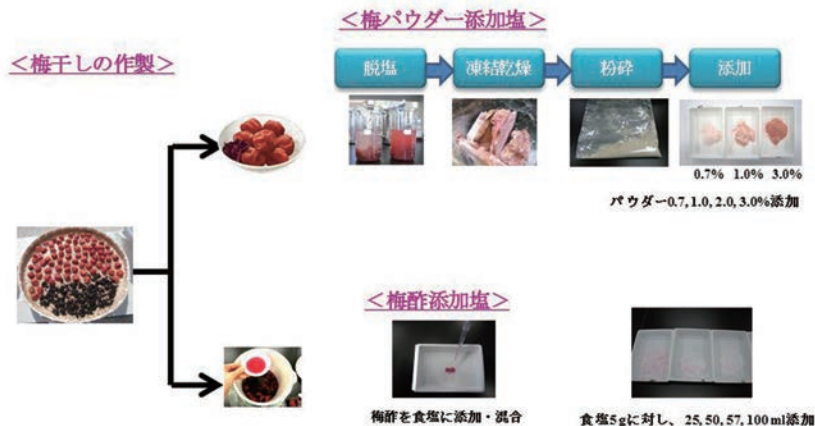 ＜梅干しの作製＞
＜梅パウダー添加塩＞
脱塩
凍結乾燥
粉砕
添加
0.7% 1.0% 3.0%
パウダー0.7, 1.0, 2.0, 3.0%添加
＜梅酢添加塩＞
梅酢を食塩に添加・混合
食塩5gに対し、25, 50, 57, 100ml添加